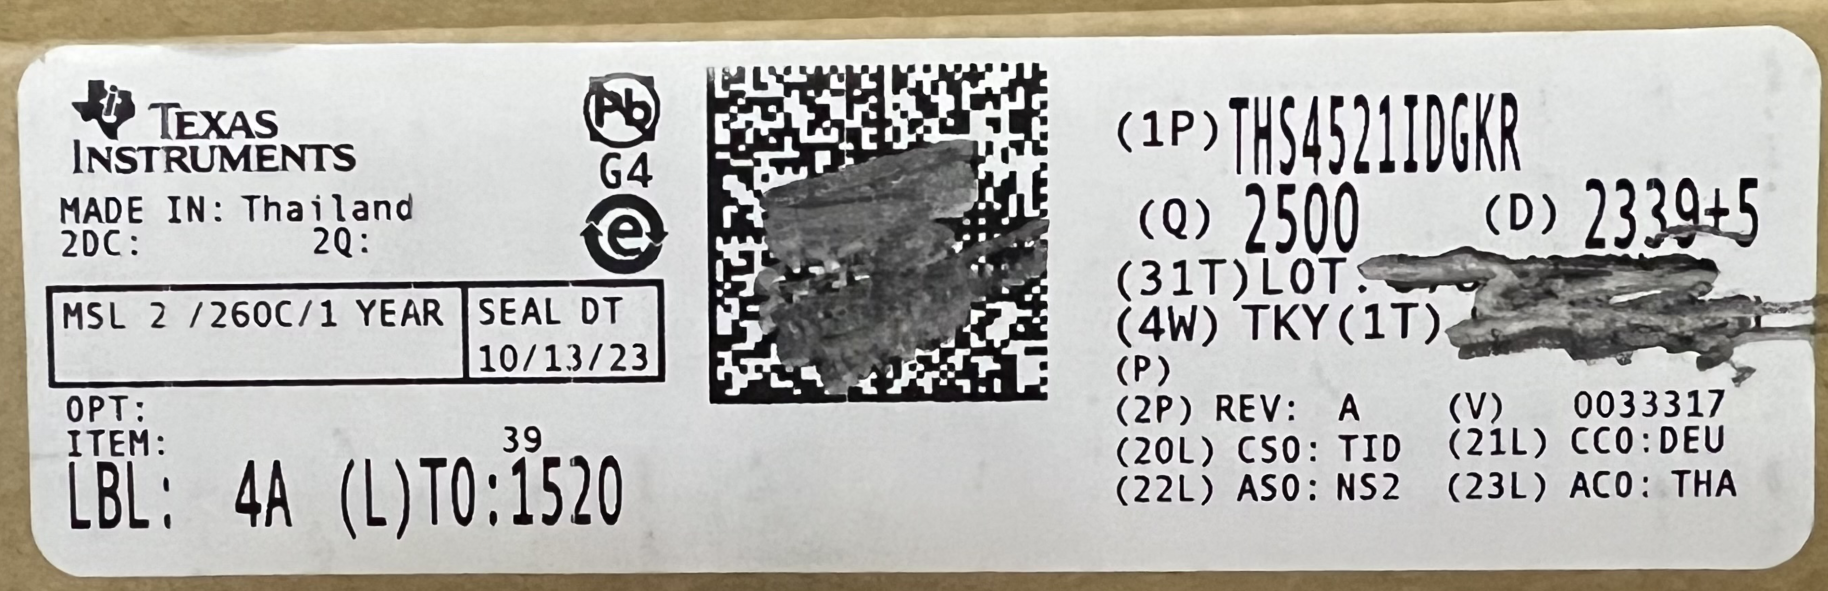 TEXAS
INSTRUMENTS
MADE IN: Thailand
2DC: 2Q:
Pb
G4
e
MSL 2 /260C/1 YEAR
SEAL DT
10/13/23
OPT:
ITEM: 39
LBL: 4A (L)TO:1520
(1P)THS4521IDGKR
(Q) 2500 (D) 2339+5
(31T)LOT:
(4W) TKY(1T)
(P)
(2P) REV: A (V) 0033317
(20L) CSO: TID (21L) CCO:DEU
(22L) ASO: NS2 (23L) ACO: THA